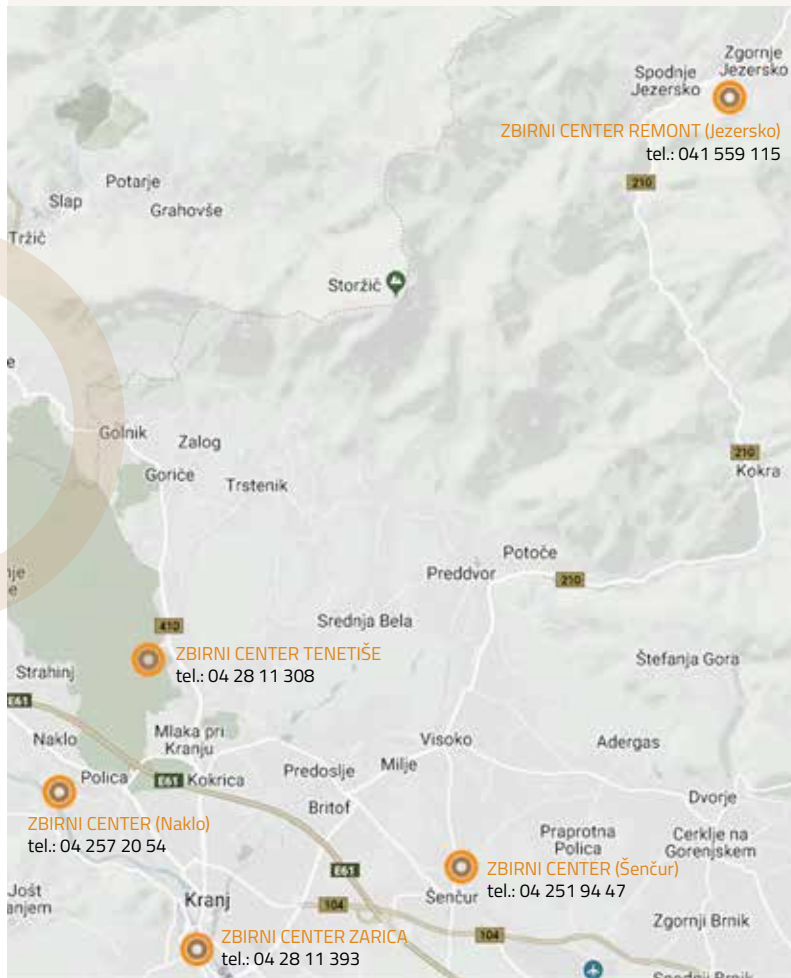 Zgornje
Jezersko
Spodnje
Jezersko
ZBIRNI CENTER REMONT (Jezersko)
tel.: 041 559 115
210
Potarje
Slap
Grahovše
Tržič
Storžič
Golnik
Zalog
Goriče
Trstenik
210
Kokra
Potoče
Preddvor
210
Srednja Bela
410
ZBIRNI CENTER TENETIŠE
tel.: 04 28 11 308
Štefanja Gora
Strahinj
E61
Naklo
Mlaka pri
Kranju
Visoko
Adergas
Predoslje
Milje
Polica
E61
Kokrica
Britof
Dvorje
ZBIRNI CENTER (Naklo)
tel.: 04 257 20 54
Praprotna
Polica
Cerklje na
Gorenjskem
E61
ZBIRNI CENTER (Šenčur)
tel.: 04 251 94 47
Šenčur
Jošt
Kranj
104
104
Zgornji Brnik
ZBIRNI CENTER ZARICA
tel.: 04 28 11 393